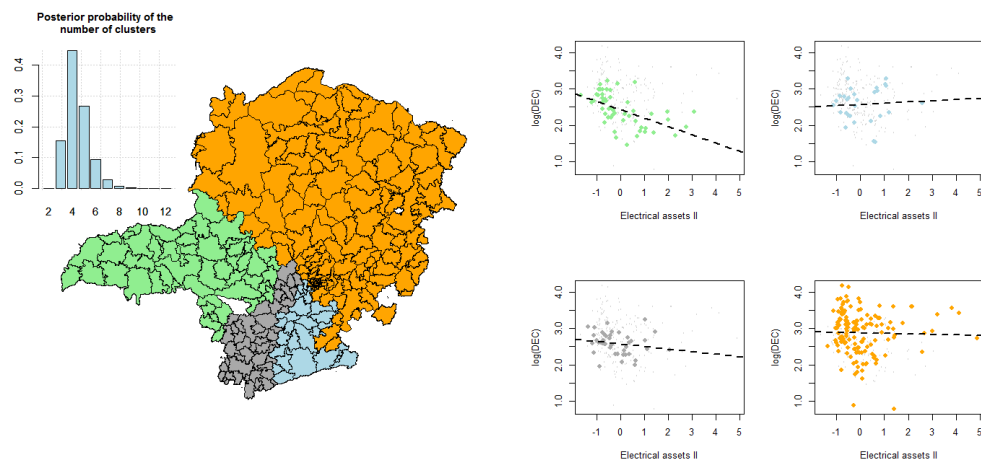 Posterior probability of the
number of clusters
0.4
0.3
0.2
0.1
0.0
2 4 6 8 10 12
4.0
3.0
2.0
1.0
log(DEC)
-1 0 1 2 3 4 5
Electrical assets II
4.0
3.0
2.0
1.0
log(DEC)
-1 0 1 2 3 4 5
Electrical assets II
4.0
3.0
2.0
1.0
log(DEC)
-1 0 1 2 3 4 5
Electrical assets II
4.0
3.0
2.0
1.0
log(DEC)
-1 0 1 2 3 4 5
Electrical assets II